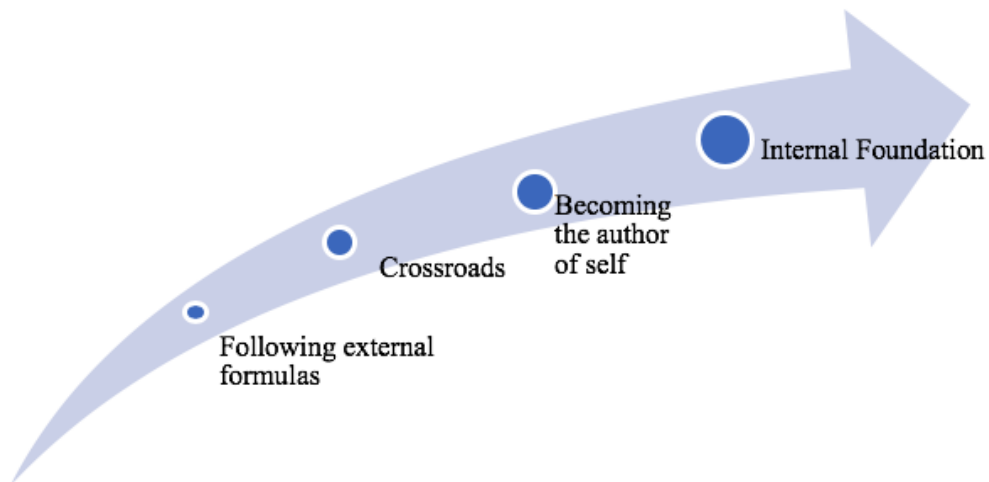 Internal Foundation
Becoming
the author
of self
Crossroads
Following external
formulas